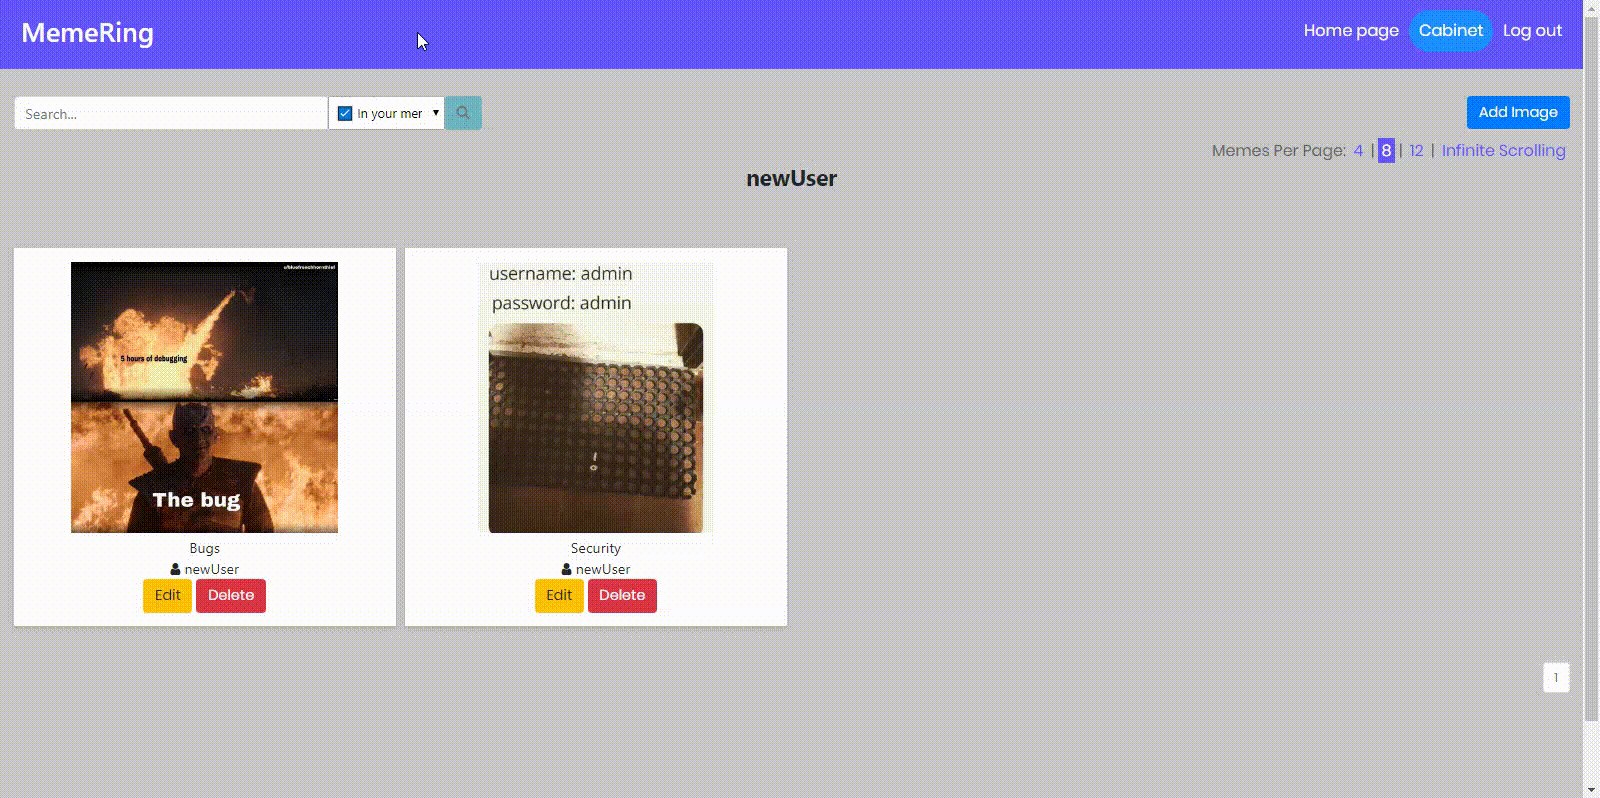 MemeRing
Home page Cabinet Log out
Search...
In your mer
Add Image
Memes Per Page: 4 | 8 | 12 | Infinite Scrolling
newUser
5 hours of debugging
The bug
username: admin
password: admin
Bugs
newUser
Edit Delete
Security
newUser
Edit Delete
1